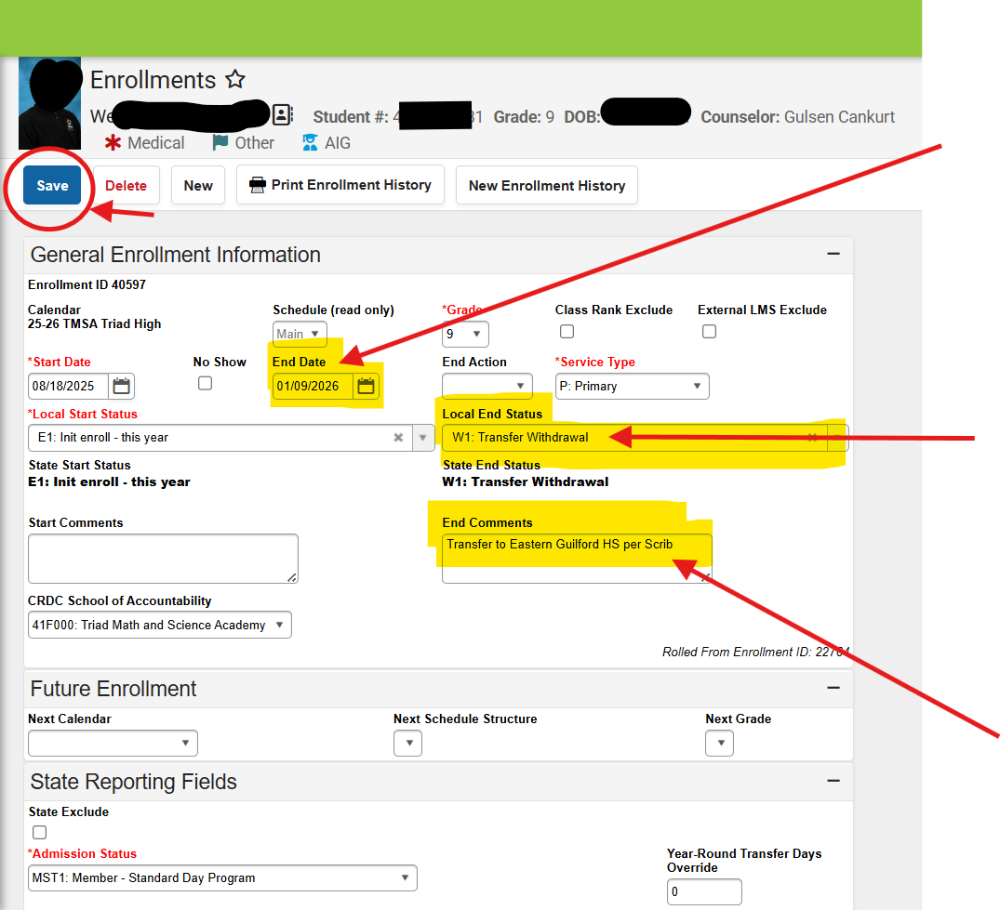 Enrollments
We
Student #: 4 31 Grade: 9 DOB: Counselor: Gulsen Cankurt
Medical Other AIG
Save Delete New Print Enrollment History New Enrollment History
General Enrollment Information
Enrollment ID 40597
Calendar Schedule (read only) *Grade Class Rank Exclude External LMS Exclude
25-26 TMSA Triad High
Main 9
*Start Date No Show End Date End Action *Service Type
08/18/2025 01/09/2026 P: Primary
*Local Start Status Local End Status
E1: Init enroll - this year W1: Transfer Withdrawal
State Start Status State End Status
E1: Init enroll - this year W1: Transfer Withdrawal
Start Comments End Comments
Transfer to Eastern Guilford HS per Scrib
CRDC School of Accountability
41F000: Triad Math and Science Academy
Rolled From Enrollment ID: 22764
Future Enrollment
Next Calendar Next Schedule Structure Next Grade
State Reporting Fields
State Exclude
*Admission Status Year-Round Transfer Days
Override
MST1: Member - Standard Day Program
0